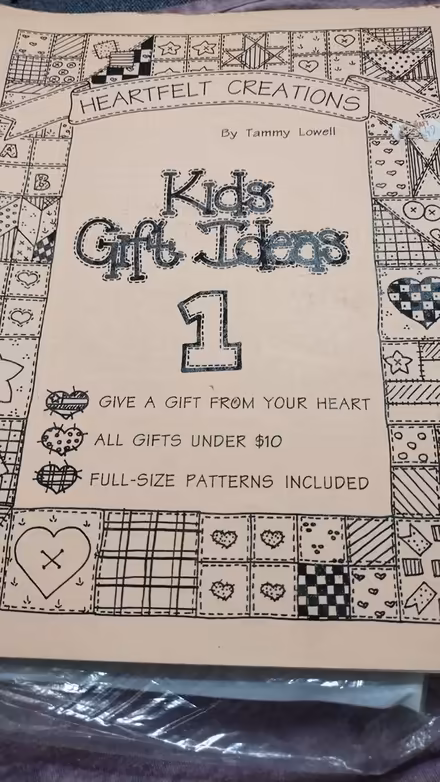 HEARTFELT CREATIONS
By Tammy Lowell
Kids
Gift Ideas
1
GIVE A GIFT FROM YOUR HEART
ALL GIFTS UNDER $10
FULL-SIZE PATTERNS INCLUDED
A
B